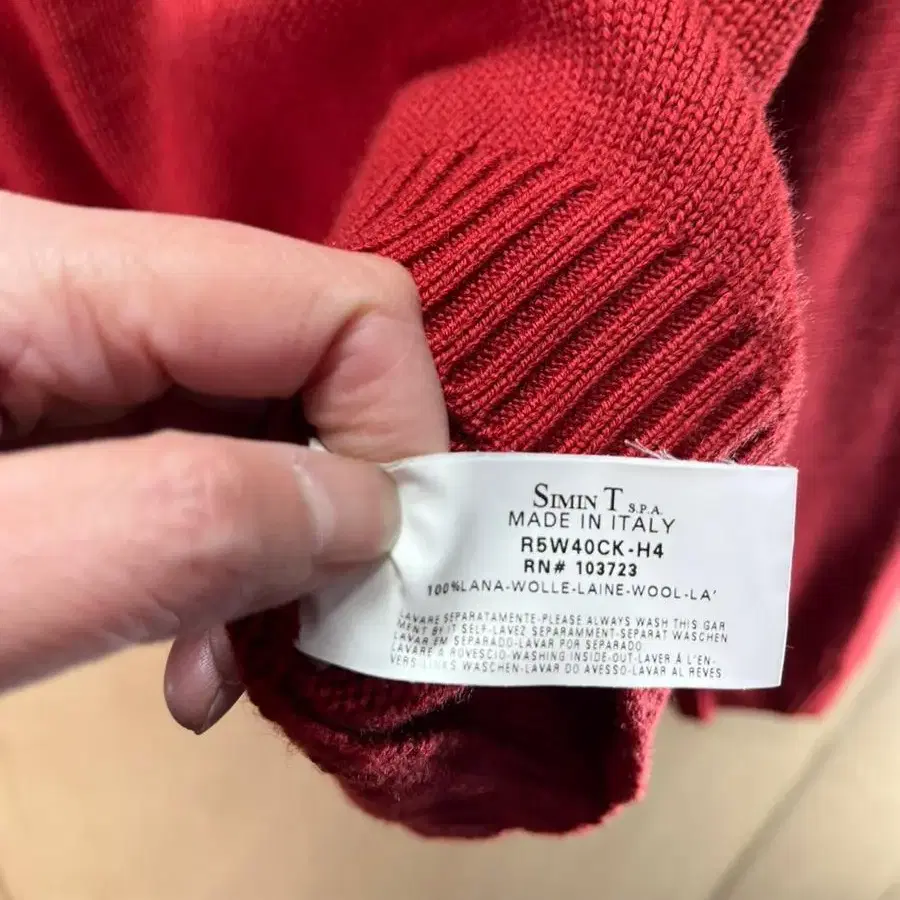 SIMIN T S.P.A.
MADE IN ITALY
R5W40CK-H4
RN# 103723
100%LANA-WOLLE-LAINE-WOOL-LA'
LAVARE SEPARATAMENTE-PLEASE ALWAYS WASH THIS GAR
MENT BY IT SELF-LAVEZ SEPARAMMENT-SEPARAT WASCHEN
LAVAR EM SEPARADO-LAVAR POR SEPARADO
LAVARE A ROVESCIO-WASHING INSIDE-OUT-LAVER À L'EN-
VERS-LINKS WASCHEN-LAVAR DO AVESSO-LAVAR AL REVES